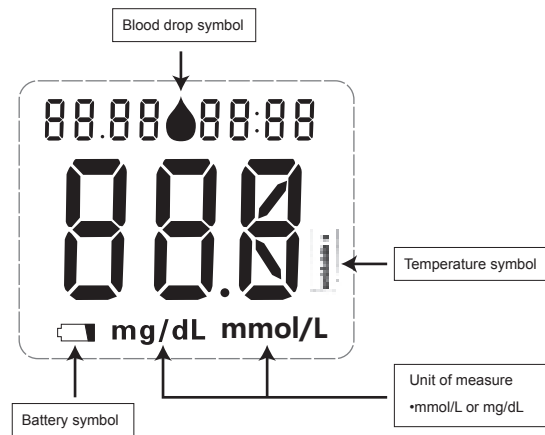 Blood drop symbol
88.88 88:88
88.8
Temperature symbol
mg/dL mmol/L
Unit of measure
•mmol/L or mg/dL
Battery symbol